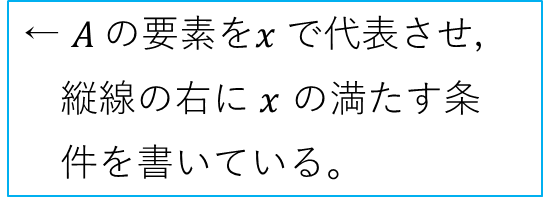 ← A の要素をx で代表させ,
縦線の右に x の満たす条
件を書いている。